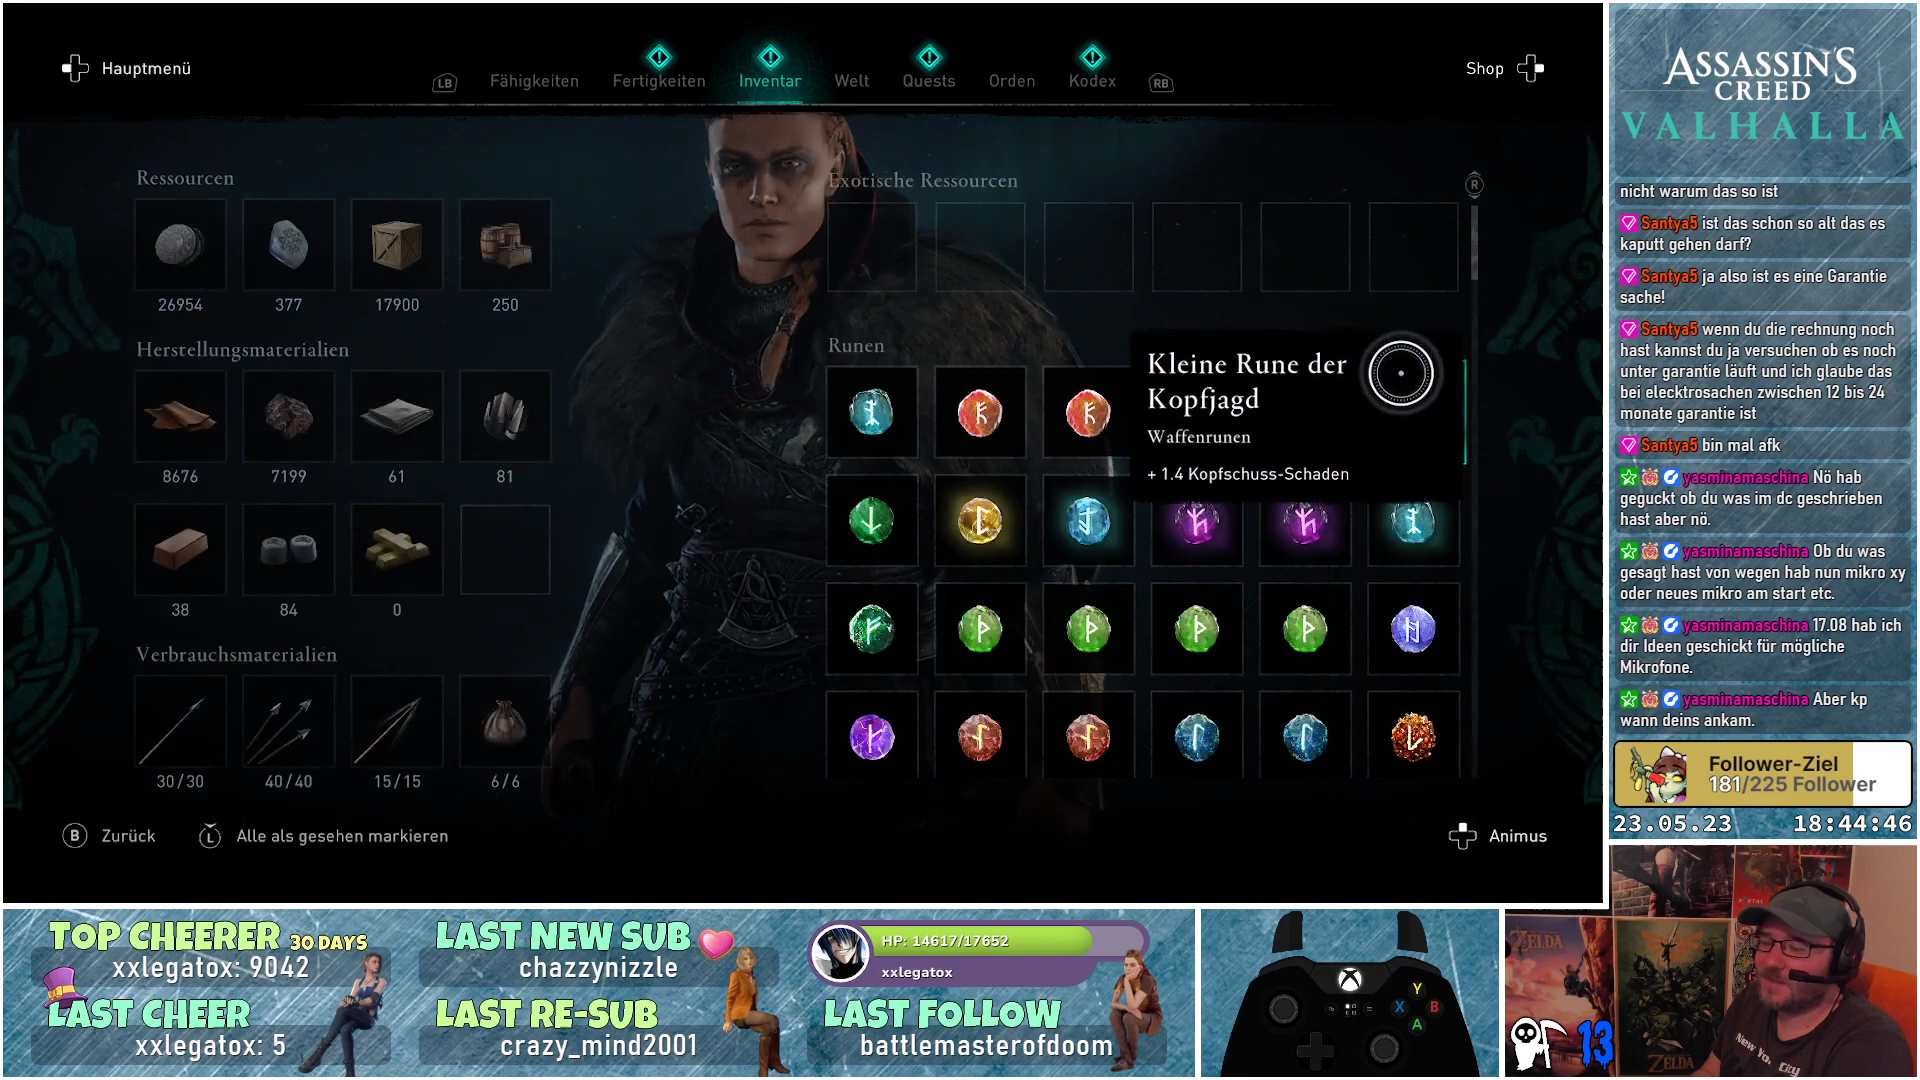 Hauptmenü
LB
Fähigkeiten
Fertigkeiten
Inventar
Welt
Quests
Orden
Kodex
RB
Shop
Ressourcen
26954
377
17900
250
Herstellungsmaterialien
8676
7199
61
81
38
84
0
Verbrauchsmaterialien
30/30
40/40
15/15
6/6
Exotische Ressourcen
R
Runen
Kleine Rune der
Kopfjagd
Waffenrunen
+ 1.4 Kopfschuss-Schaden
B Zurück
L Alle als gesehen markieren
Animus
ASSASSIN'S
CREED
VALHALLA
nicht warum das so ist
Santya5 ist das schon so alt das es
kaputt gehen darf?
Santya5 ja also ist es eine Garantie
sache!
Santya5 wenn du die rechnung noch
hast kannst du ja versuchen ob es noch
unter garantie läuft und ich glaube das
bei elecktrosachen zwischen 12 bis 24
monate garantie ist
Santya5 bin mal afk
yasminamaschina Nö hab
geguckt ob du was im dc geschrieben
hast aber nö.
yasminamaschina Ob du was
gesagt hast von wegen hab nun mikro xy
oder neues mikro am start etc.
yasminamaschina 17.08 hab ich
dir Ideen geschickt für mögliche
Mikrofone.
yasminamaschina Aber kp
wann deins ankam.
Follower-Ziel
181/225 Follower
23.05.23 18:44:46
TOP CHEERER 30 DAYS
xxlegatox: 9042
LAST CHEER
xxlegatox: 5
LAST NEW SUB
chazzynizzle
LAST RE-SUB
crazy_mind2001
HP: 14617/17652
xxlegatox
LAST FOLLOW
battlemasterofdoom
Y
X
B
A
13
ZELDA
PORTAL
ZELDA
New York
City